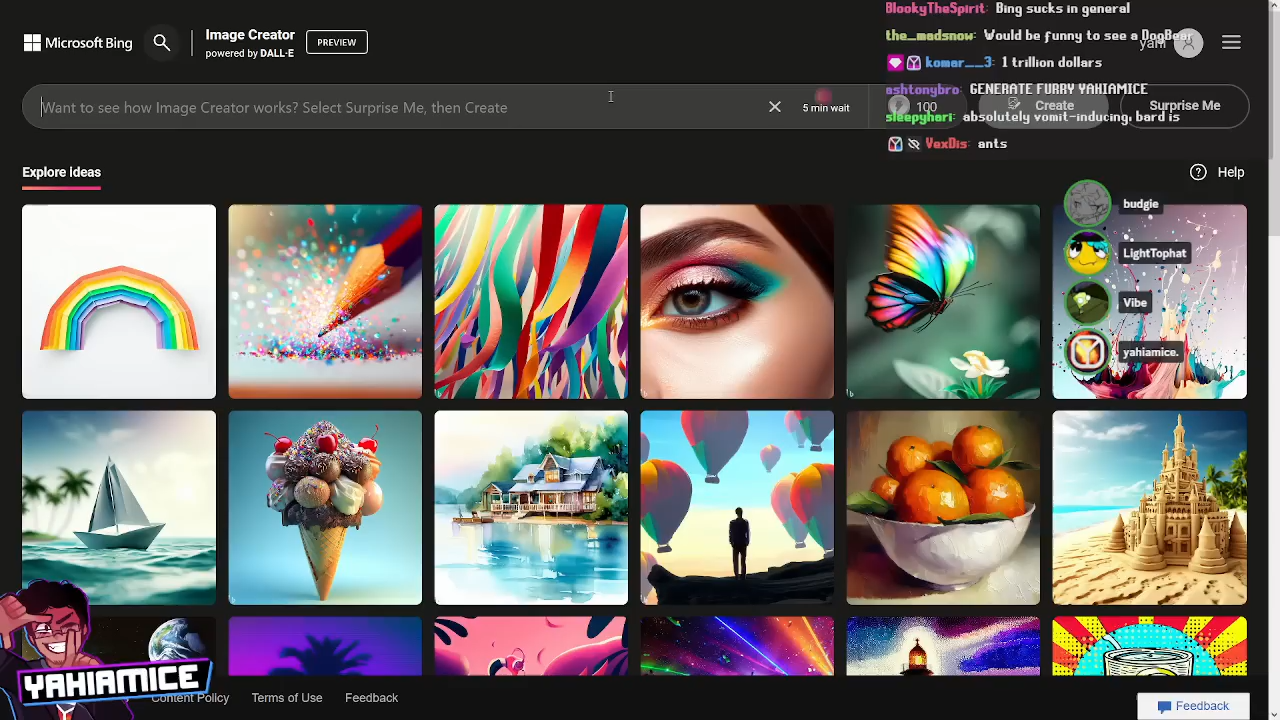 BlookyTheSpirit: Bing sucks in general
Microsoft Bing
Image Creator
powered by DALL·E
PREVIEW
the_madsnow: Would be funny to see a DogBear
yam
komar__3: 1 trillion dollars
ashtonybro: GENERATE FURRY YAHIAMICE
Want to see how Image Creator works? Select Surprise Me, then Create
5 min wait
100
Create
Surprise Me
sleepyhari: absolutely vomit-inducing, bard is
VexDis: ants
Explore ideas
Help
budgie
LightTophat
Vibe
yahiamice.
YAHIAMICE
Content Policy
Terms of Use
Feedback
Feedback